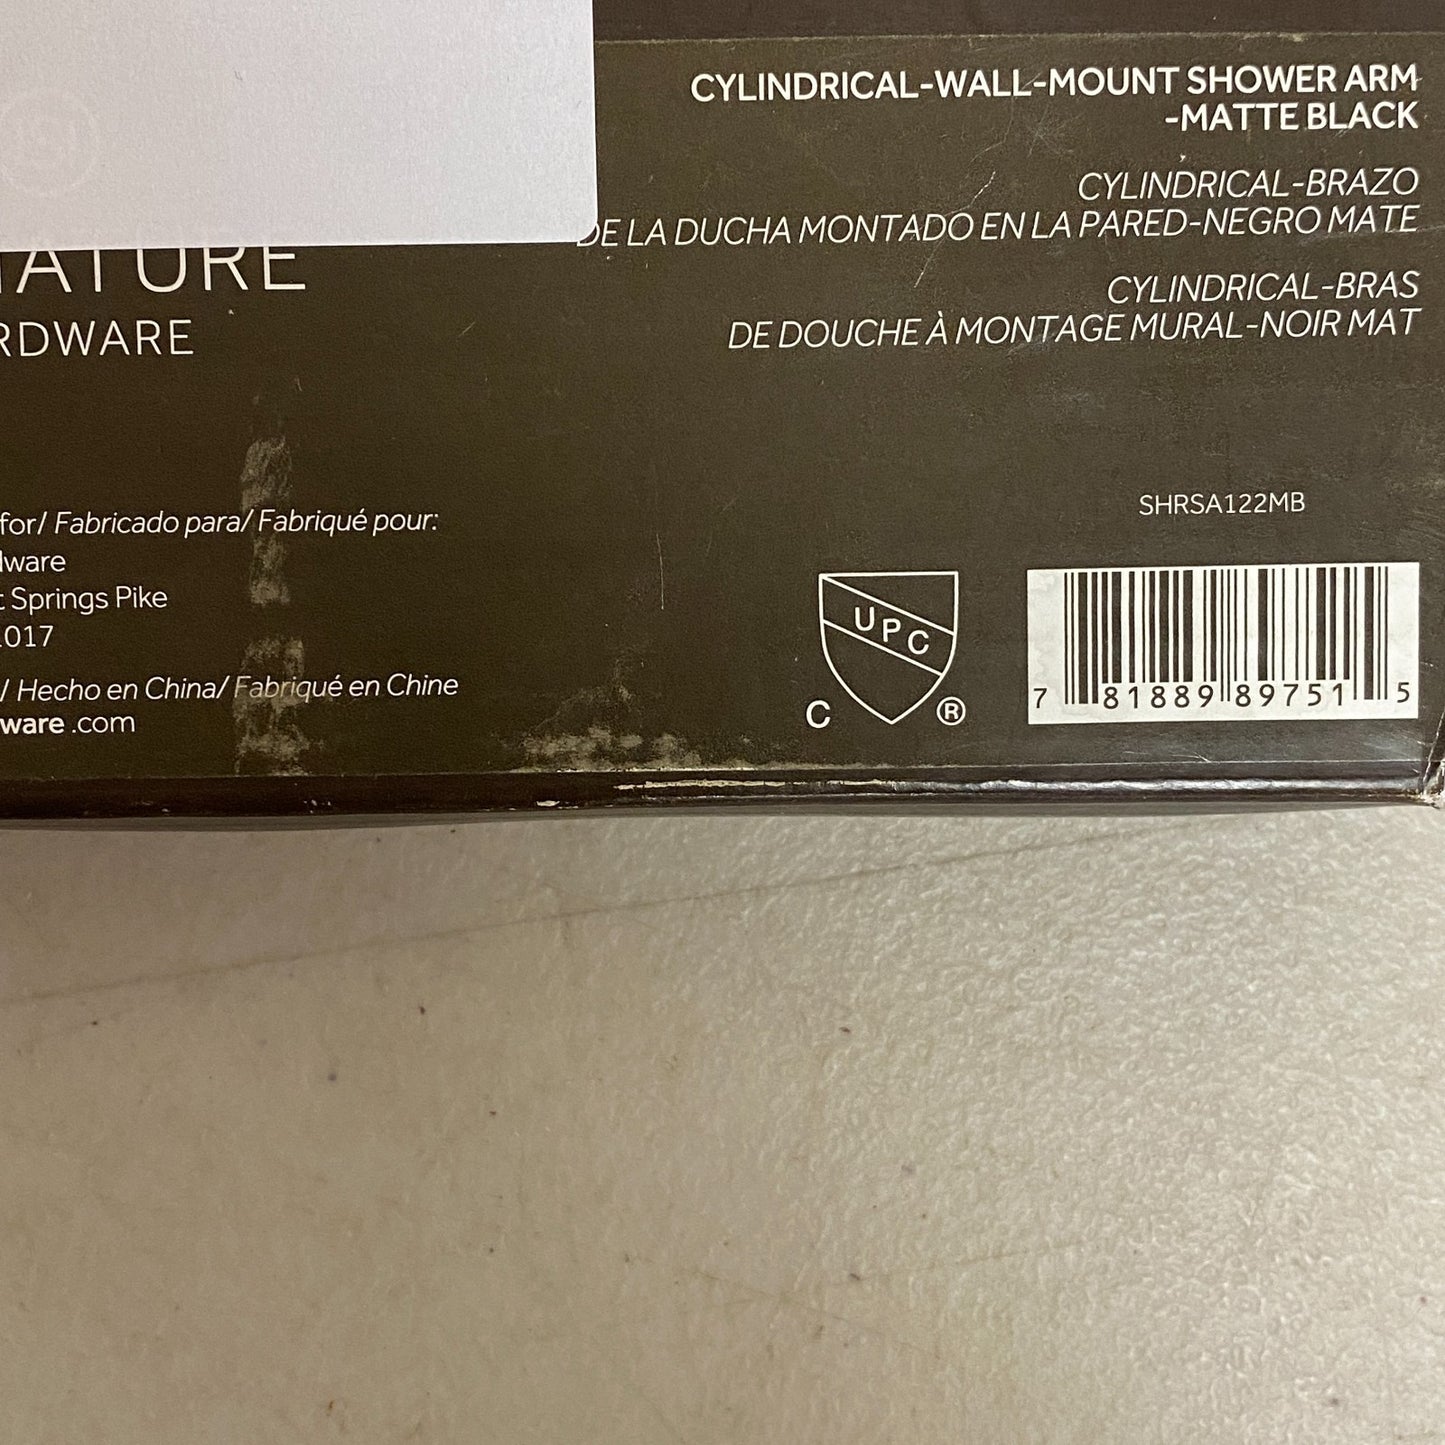 CYLINDRICAL-WALL-MOUNT SHOWER ARM
-MATTE BLACK
CYLINDRICAL-BRAZO
DE LA DUCHA MONTADO EN LA PARED-NEGRO MATE
CYLINDRICAL-BRAS
DE DOUCHE À MONTAGE MURAL-NOIR MAT
NATURE
RDWARE
for/ Fabricado para/ Fabriqué pour:
dware
t Springs Pike
1017
/ Hecho en China/ Fabriqué en Chine
ware.com
SHRSA122MB
UPC
C ®
7 81889 89751 5